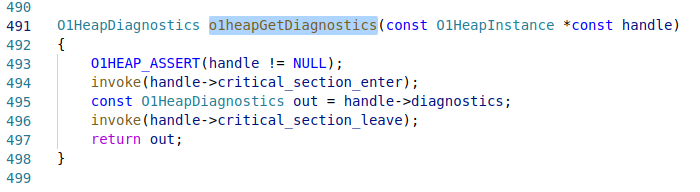 490
491 O1HeapDiagnostics o1heapGetDiagnostics(const O1HeapInstance *const handle)
492 {
493     O1HEAP_ASSERT(handle != NULL);
494     invoke(handle->critical_section_enter);
495     const O1HeapDiagnostics out = handle->diagnostics;
496     invoke(handle->critical_section_leave);
497     return out;
498 }
499